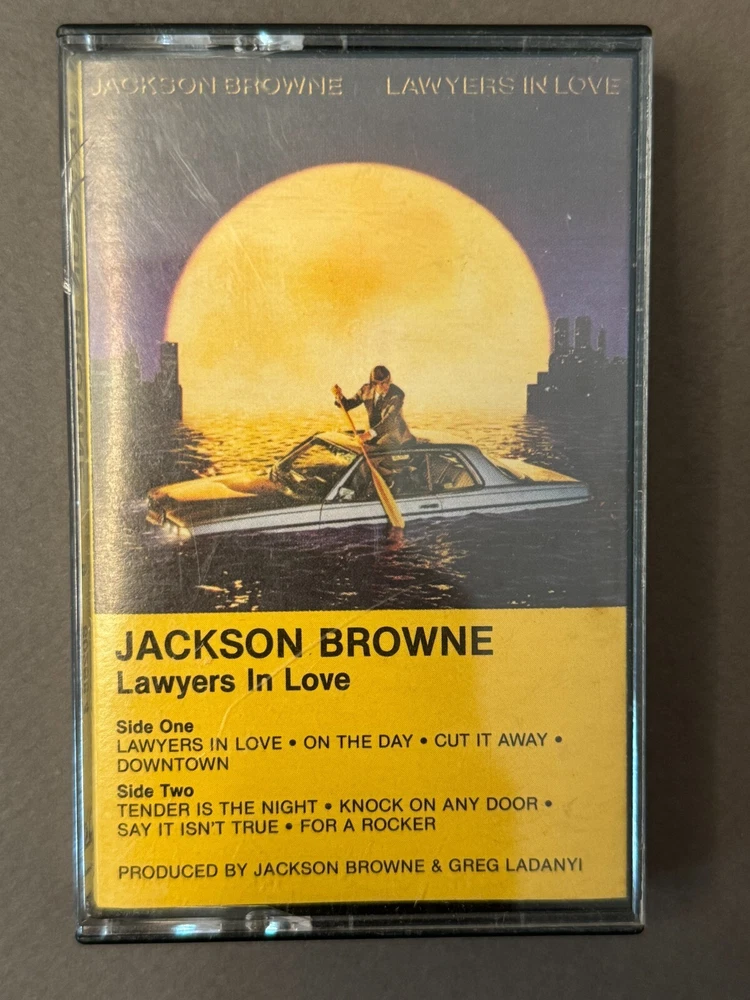 JACKSON BROWNE LAWYERS IN LOVE
JACKSON BROWNE
Lawyers In Love
Side One
LAWYERS IN LOVE • ON THE DAY • CUT IT AWAY •
DOWNTOWN
Side Two
TENDER IS THE NIGHT • KNOCK ON ANY DOOR •
SAY IT ISN'T TRUE • FOR A ROCKER
PRODUCED BY JACKSON BROWNE & GREG LADANYI